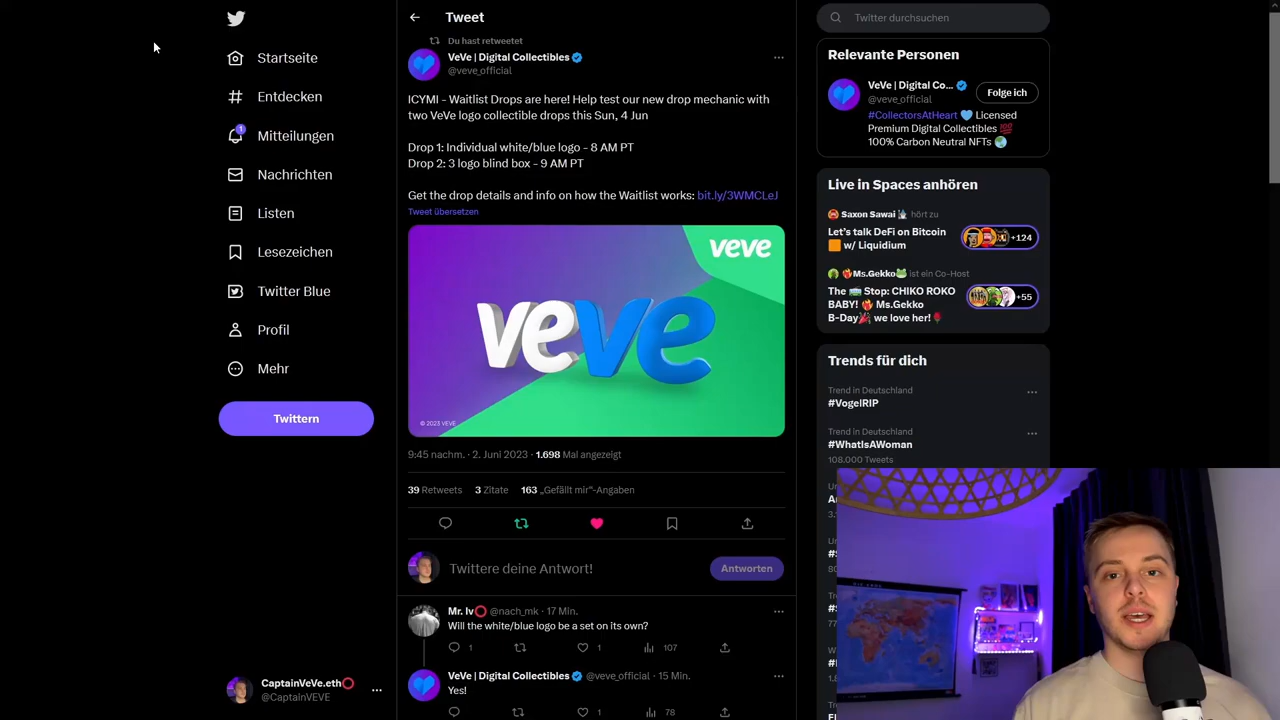 Tweet
Twitter durchsuchen
Du hast retweetet
VeVe | Digital Collectibles
@veve_official
Startseite
Entdecken
1
Mitteilungen
Nachrichten
Listen
Lesezeichen
Twitter Blue
Profil
Mehr
Twittern
CaptainVeVe.eth
@CaptainVEVE
ICYMI - Waitlist Drops are here! Help test our new drop mechanic with
two VeVe logo collectible drops this Sun, 4 Jun
Drop 1: Individual white/blue logo - 8 AM PT
Drop 2: 3 logo blind box - 9 AM PT
Get the drop details and info on how the Waitlist works: bit.ly/3WMCLeJ
Tweet übersetzen
veve
veve
© 2023 VEVE
9:45 nachm. · 2. Juni 2023 · 1.698 Mal angezeigt
39 Retweets 3 Zitate 163 „Gefällt mir“-Angaben
Twittere deine Antwort!
Antworten
Mr. Iv @nach_mk · 17 Min.
Will the white/blue logo be a set on its own?
1 1 107
VeVe | Digital Collectibles @veve_official · 15 Min.
Yes!
1 78
Relevante Personen
VeVe | Digital Co...
@veve_official
Folge ich
#CollectorsAtHeart 💙 Licensed
Premium Digital Collectibles 💯
100% Carbon Neutral NFTs 🌏
Live in Spaces anhören
Saxon Sawai hört zu
Let's talk DeFi on Bitcoin
🟧 w/ Liquidium
+124
Ms.Gekko🐸 ist ein Co-Host
The 🚌 Stop: CHIKO ROKO
BABY! ❤️‍🔥 Ms.Gekko
B-Day🎉 we love her!🌹
+55
Trends für dich
Trend in Deutschland
#VogelRIP
Trend in Deutschland
#WhatIsAWoman
108.000 Tweets